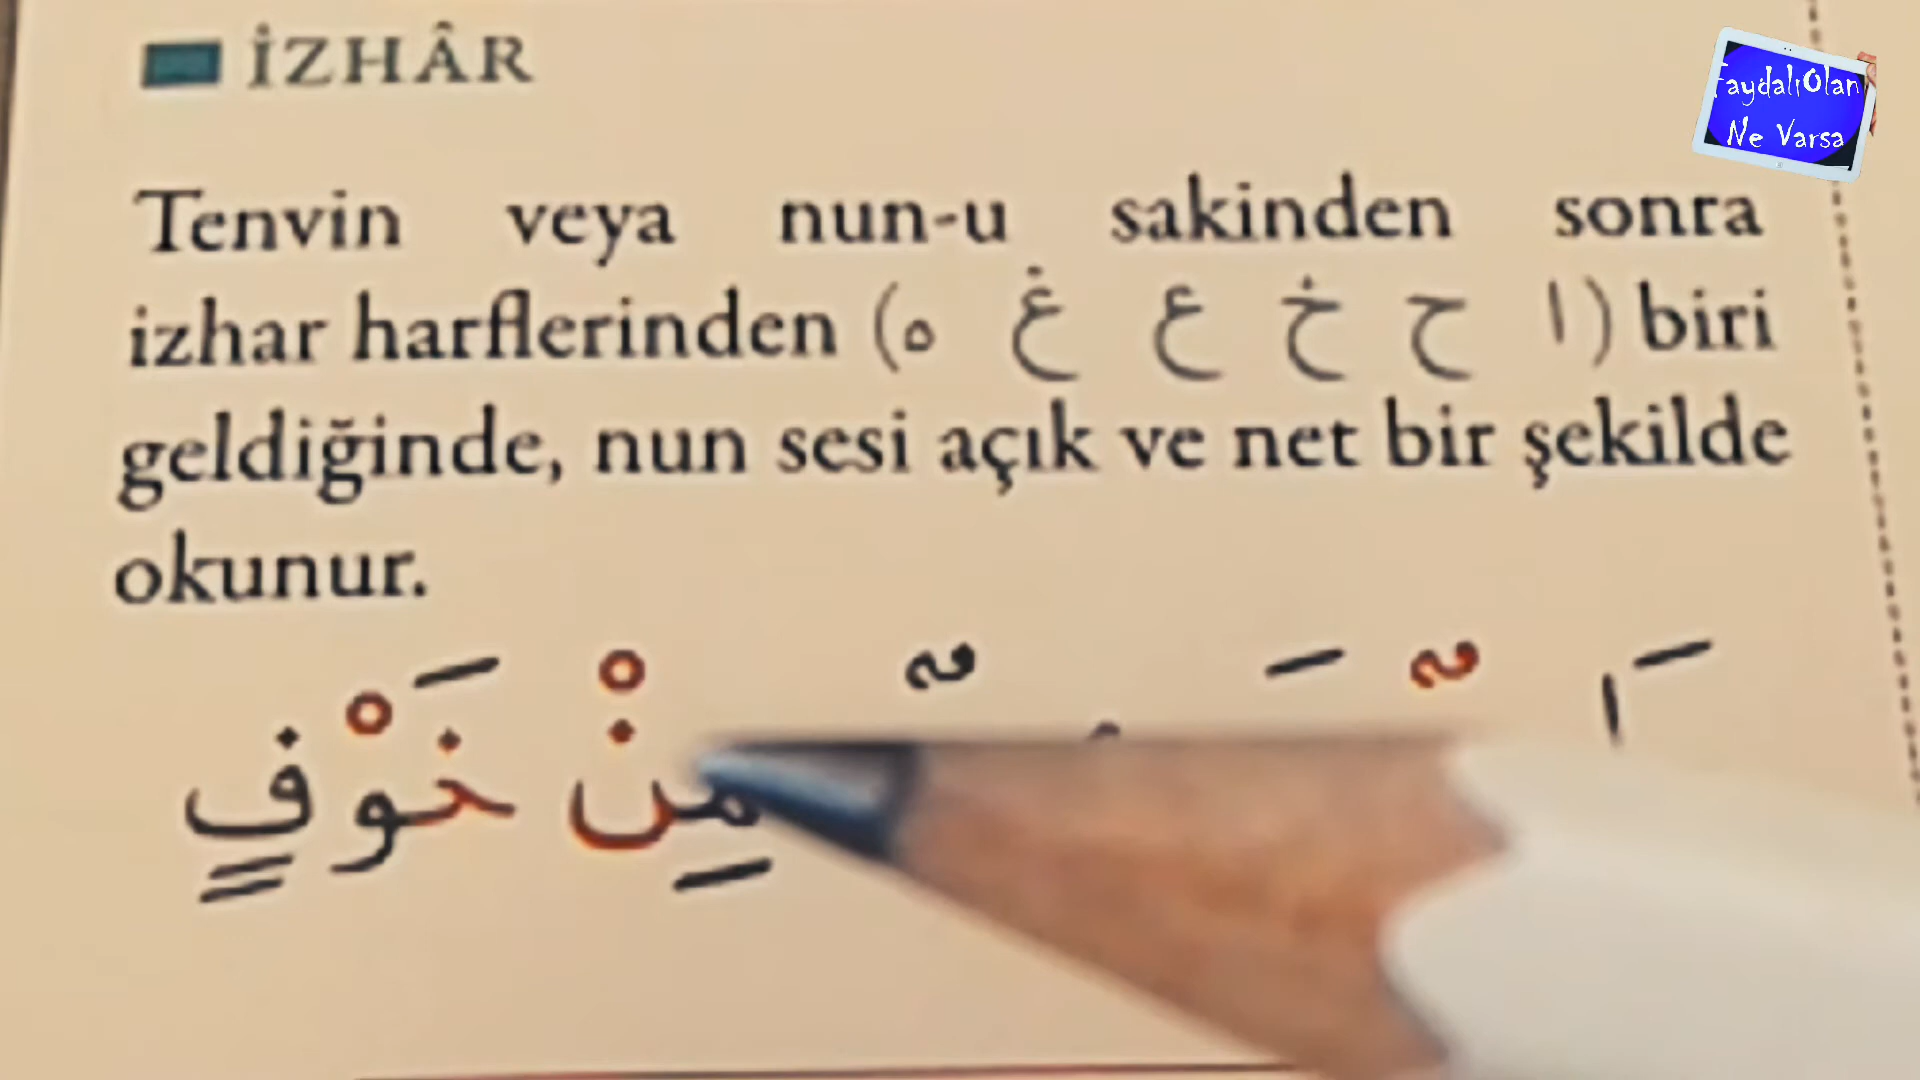 İZHÂR
FaydalıOlan
Ne Varsa
Tenvin veya nun-u sakinden sonra
izhar harflerinden (ا ح خ ع غ ه) biri
geldiğinde, nun sesi açık ve net bir şekilde
okunur.
مِنْ خَوْفٍ